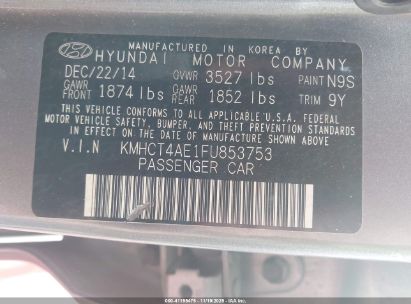 MANUFACTURED IN KOREA BY
HYUNDAI MOTOR COMPANY
DEC/22/14 GVWR 3527 lbs PAINT N9S
GAWR FRONT 1874 lbs GAWR REAR 1852 lbs TRIM 9Y
THIS VEHICLE CONFORMS TO ALL APPLICABLE U.S.A. FEDERAL
MOTOR VEHICLE SAFETY, BUMPER, AND THEFT PREVENTION
STANDARDS IN EFFECT ON THE DATE OF MANUFACTURE SHOWN
ABOVE.
V.I.N KMHCT4AE1FU853753
PASSENGER CAR